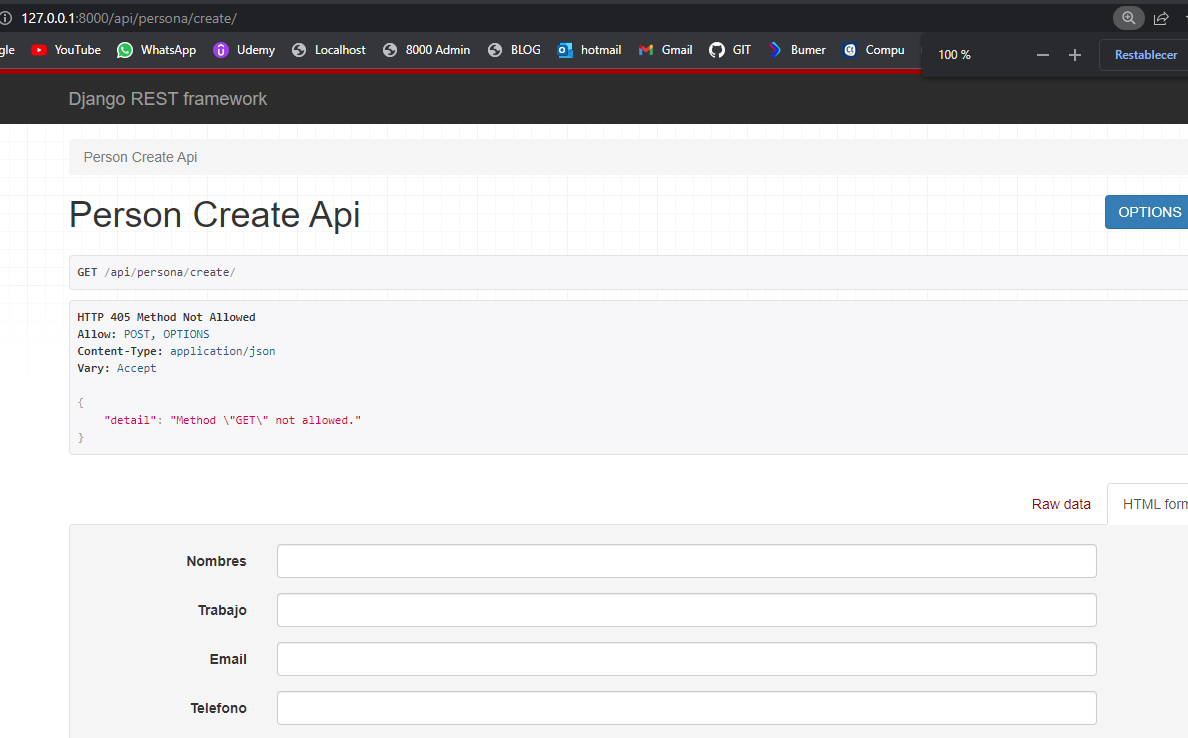 127.0.0.1:8000/api/persona/create/
gle YouTube WhatsApp Udemy Localhost 8000 Admin BLOG hotmail Gmail GIT Bumer Compu
100 % Restablecer
Django REST framework
Person Create Api
Person Create Api
OPTIONS
GET /api/persona/create/
HTTP 405 Method Not Allowed
Allow: POST, OPTIONS
Content-Type: application/json
Vary: Accept
{
"detail": "Method \"GET\" not allowed."
}
Raw data HTML form
Nombres
Trabajo
Email
Telefono